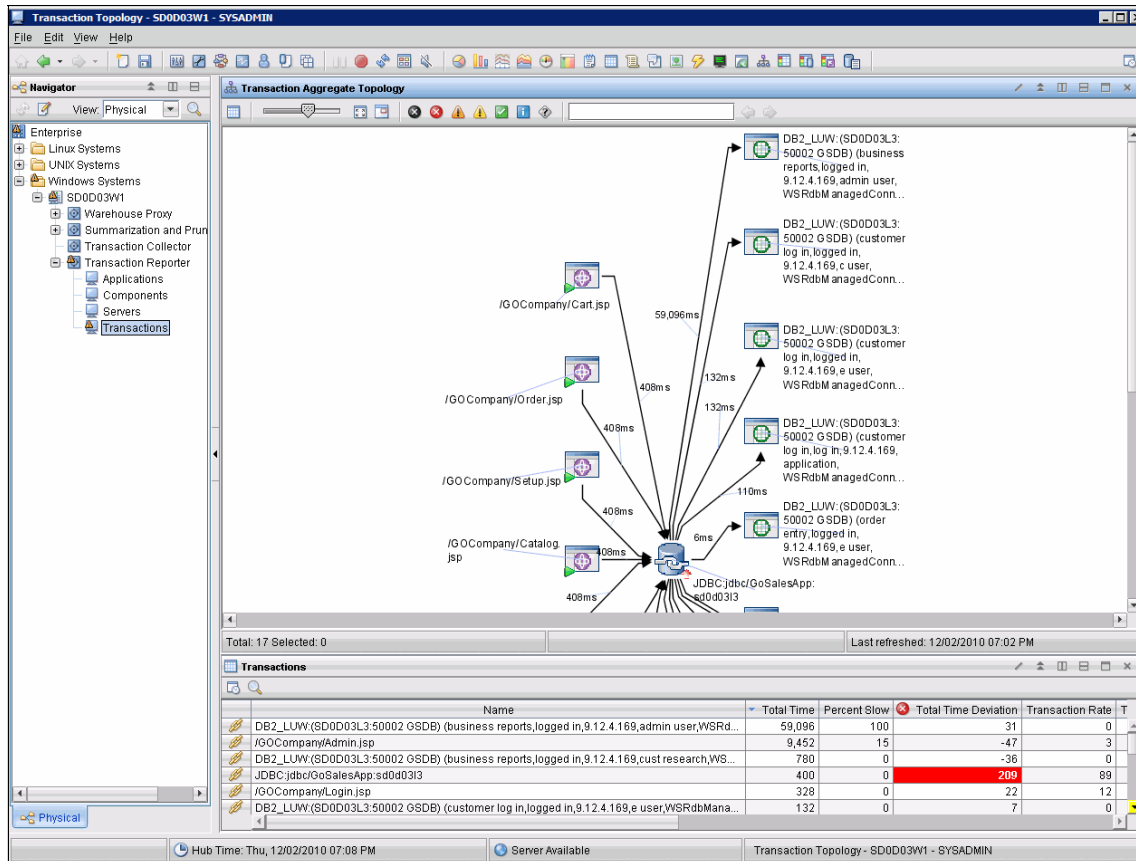 Transaction Topology - SD0D03W1 - SYSADMIN
File Edit View Help
Navigator
View: Physical
Enterprise
Linux Systems
UNIX Systems
Windows Systems
SD0D03W1
Warehouse Proxy
Summarization and Prun
Transaction Collector
Transaction Reporter
Applications
Components
Servers
Transactions
Physical
Transaction Aggregate Topology
DB2_LUW:(SD0D03L3:
50002 GSDB) (business
reports,logged in,
9.12.4.169,admin user,
WSRdbManagedConn...
DB2_LUW:(SD0D03L3:
50002 GSDB) (customer
log in,logged in,
9.12.4.169,c user,
WSRdbManagedConn...
/GOCompany/Cart.jsp
59,096ms
DB2_LUW:(SD0D03L3:
50002 GSDB) (customer
log in,logged in,
9.12.4.169,e user,
WSRdbManagedConn...
132ms
408ms
/GOCompany/Order.jsp
132ms
408ms
DB2_LUW:(SD0D03L3:
50002 GSDB) (customer
log in,log in,9.12.4.169,
application,
WSRdbManagedConn...
/GOCompany/Setup.jsp
110ms
408ms
DB2_LUW:(SD0D03L3:
50002 GSDB) (order
entry,logged in,
9.12.4.169,e user,
WSRdbManagedConn...
6ms
/GOCompany/Catalog.
jsp
408ms
JDBC:jdbc/GoSalesApp:
sd0d03l3
408ms
Total: 17 Selected: 0
Last refreshed: 12/02/2010 07:02 PM
Transactions
Name Total Time Percent Slow Total Time Deviation Transaction Rate T
DB2_LUW:(SD0D03L3:50002 GSDB) (business reports,logged in,9.12.4.169,admin user,WSRd... 59,096 100 31 0
/GOCompany/Admin.jsp 9,452 15 -47 3
DB2_LUW:(SD0D03L3:50002 GSDB) (business reports,logged in,9.12.4.169,cust research,WS... 780 0 -36 0
JDBC:jdbc/GoSalesApp:sd0d03l3 400 0 209 89
/GOCompany/Login.jsp 328 0 22 12
DB2_LUW:(SD0D03L3:50002 GSDB) (customer log in,logged in,9.12.4.169,e user,WSRdbMana... 132 0 7 0
Hub Time: Thu, 12/02/2010 07:08 PM
Server Available
Transaction Topology - SD0D03W1 - SYSADMIN